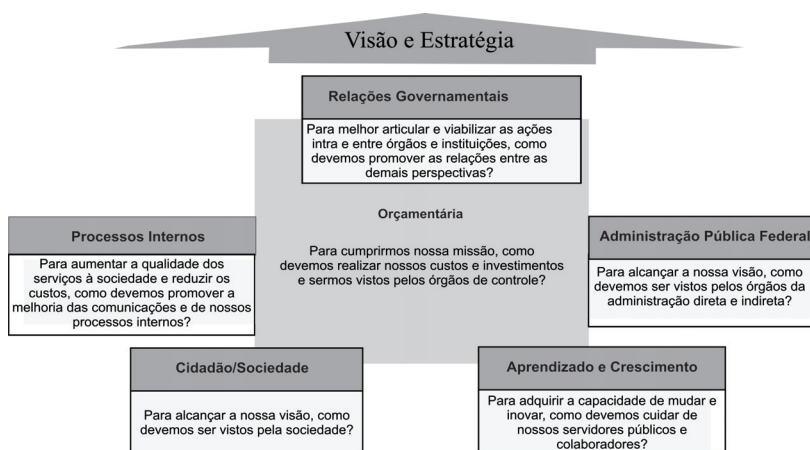 Visão e Estratégia
Relações Governamentais
Para melhor articular e viabilizar as ações
intra e entre órgãos e instituições, como
devemos promover as relações entre as
demais perspectivas?
Orçamentária
Para cumprirmos nossa missão, como
devemos realizar nossos custos e investimentos
e sermos vistos pelos órgãos de controle?
Processos Internos
Para aumentar a qualidade dos
serviços à sociedade e reduzir os
custos, como devemos promover a
melhoria das comunicações e de nossos
processos internos?
Administração Pública Federal
Para alcançar a nossa visão, como
devemos ser vistos pelos órgãos da
administração direta e indireta?
Cidadão/Sociedade
Para alcançar a nossa visão, como
devemos ser vistos pela sociedade?
Aprendizado e Crescimento
Para adquirir a capacidade de mudar e
inovar, como devemos cuidar de
nossos servidores públicos e
colaboradores?